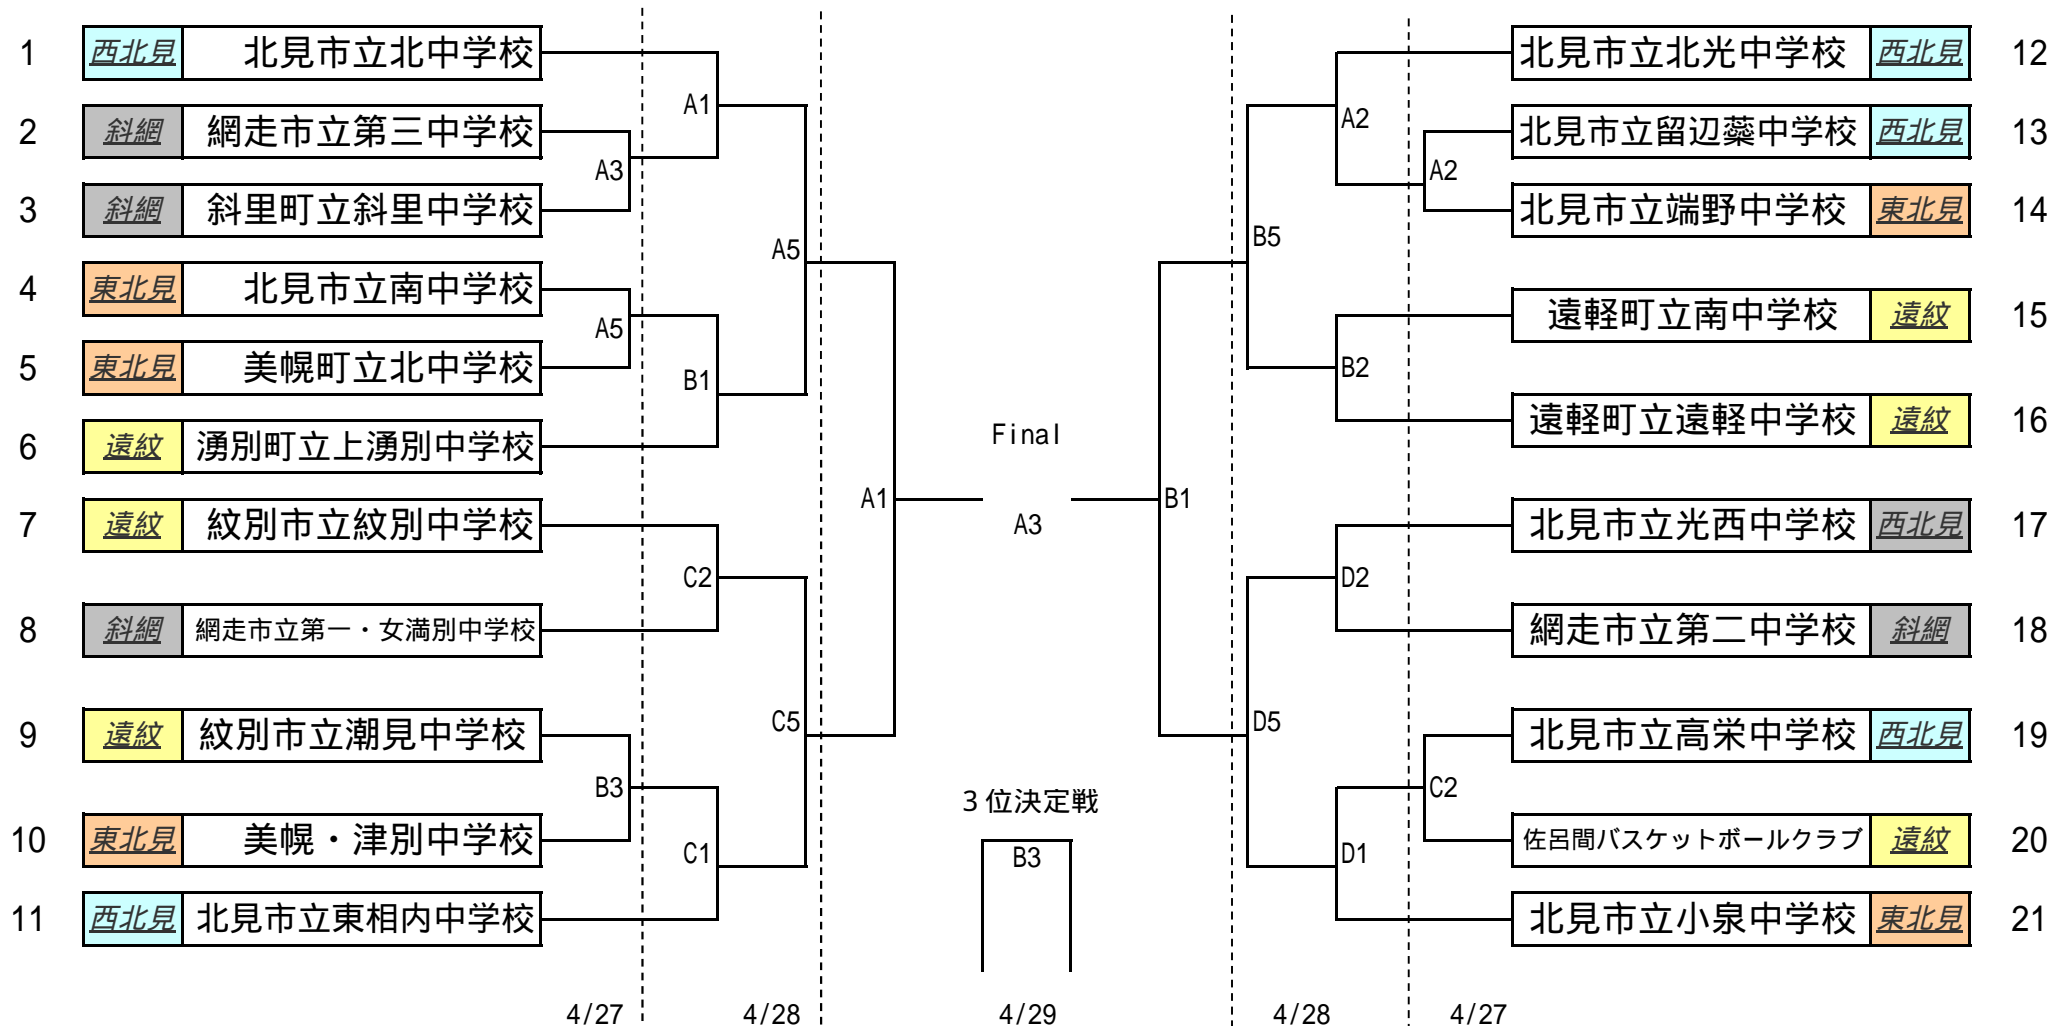 1 西北見 北見市立北中学校
2 斜網 網走市立第三中学校
3 斜網 斜里町立斜里中学校
4 東北見 北見市立南中学校
5 東北見 美幌町立北中学校
6 遠紋 湧別町立上湧別中学校
7 遠紋 紋別市立紋別中学校
8 斜網 網走市立第一・女満別中学校
9 遠紋 紋別市立潮見中学校
10 東北見 美幌・津別中学校
11 西北見 北見市立東相内中学校
A3
A5
B3
A1
B1
C2
C1
A5
C5
A1
Final
A3
3位決定戦
B3
B1
B5
D5
A2
B2
D2
D1
A2
C2
北見市立北光中学校 西北見 12
北見市立留辺蘂中学校 西北見 13
北見市立端野中学校 東北見 14
遠軽町立南中学校 遠紋 15
遠軽町立遠軽中学校 遠紋 16
北見市立光西中学校 西北見 17
網走市立第二中学校 斜網 18
北見市立高栄中学校 西北見 19
佐呂間バスケットボールクラブ 遠紋 20
北見市立小泉中学校 東北見 21
4/27 4/28 4/29 4/28 4/27